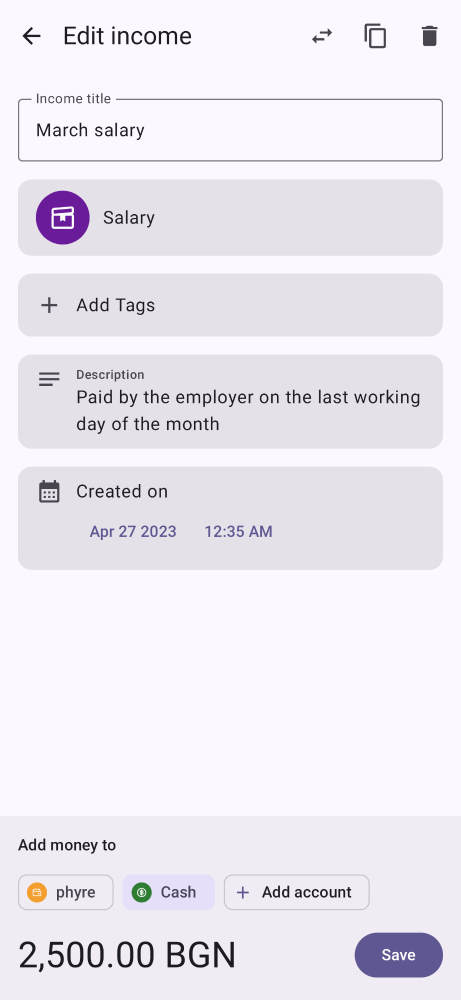 Edit income
Income title
March salary
Salary
Add Tags
Description
Paid by the employer on the last working
day of the month
Created on
Apr 27 2023 12:35 AM
Add money to
phyre Cash Add account
2,500.00 BGN Save